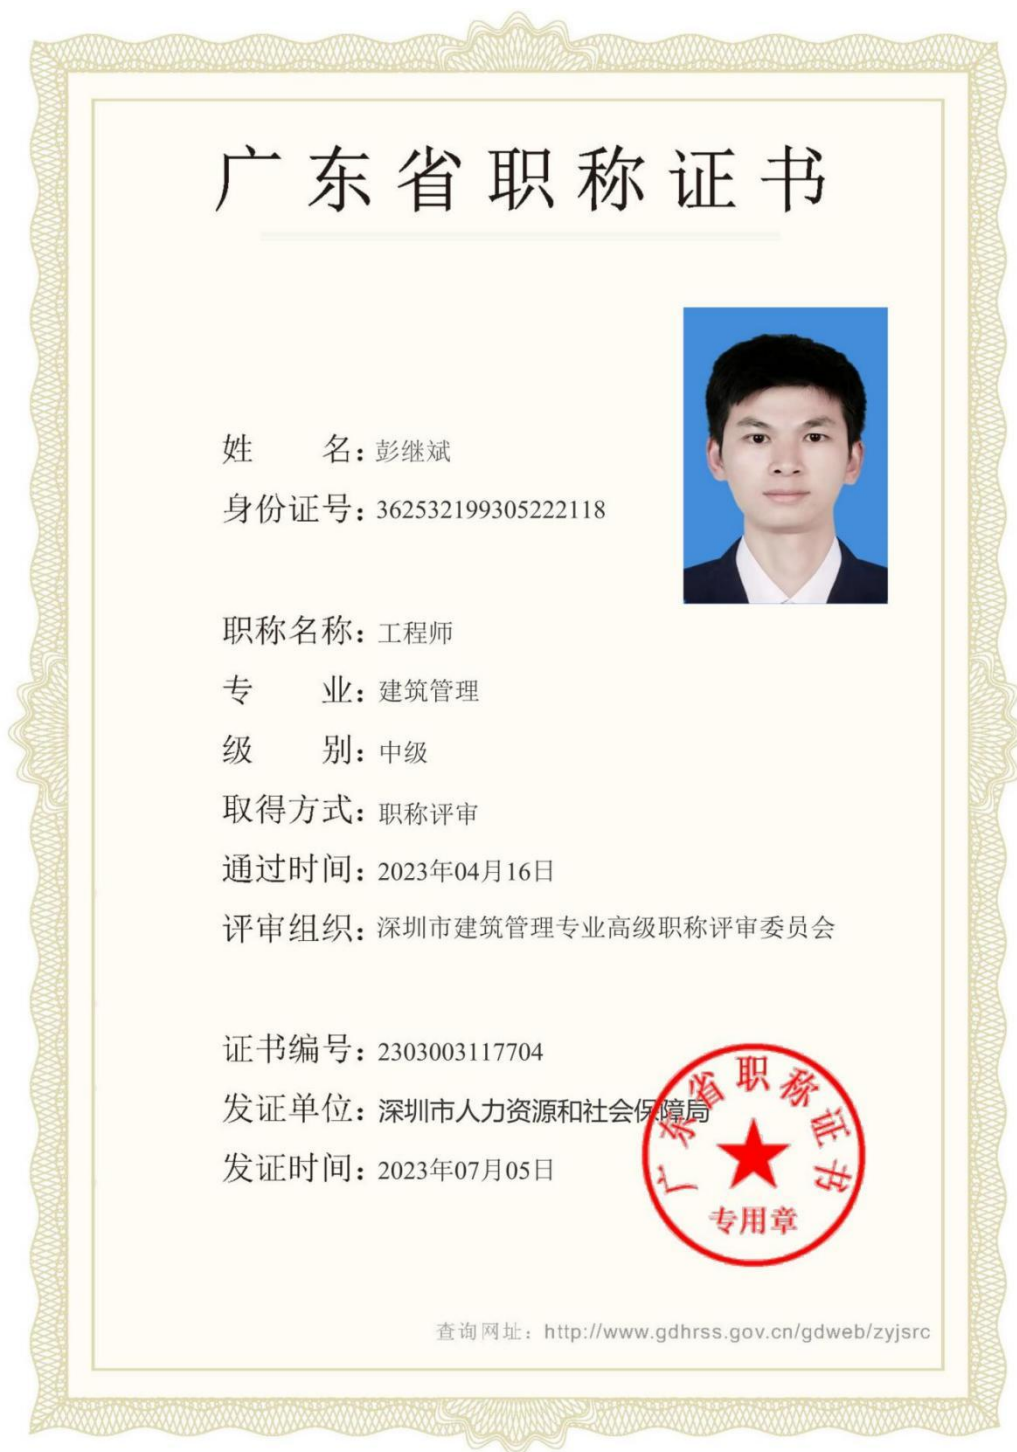 广东省职称证书
姓 名：彭继斌
身份证号：362532199305222118
职称名称：工程师
专 业：建筑管理
级 别：中级
取得方式：职称评审
通过时间：2023年04月16日
评审组织：深圳市建筑管理专业高级职称评审委员会
证书编号：2303003117704
发证单位：深圳市人力资源和社会保障局
发证时间：2023年07月05日
广东省职称证书
专用章
查询网址：http://www.gdhrss.gov.cn/gdweb/zyjsrc